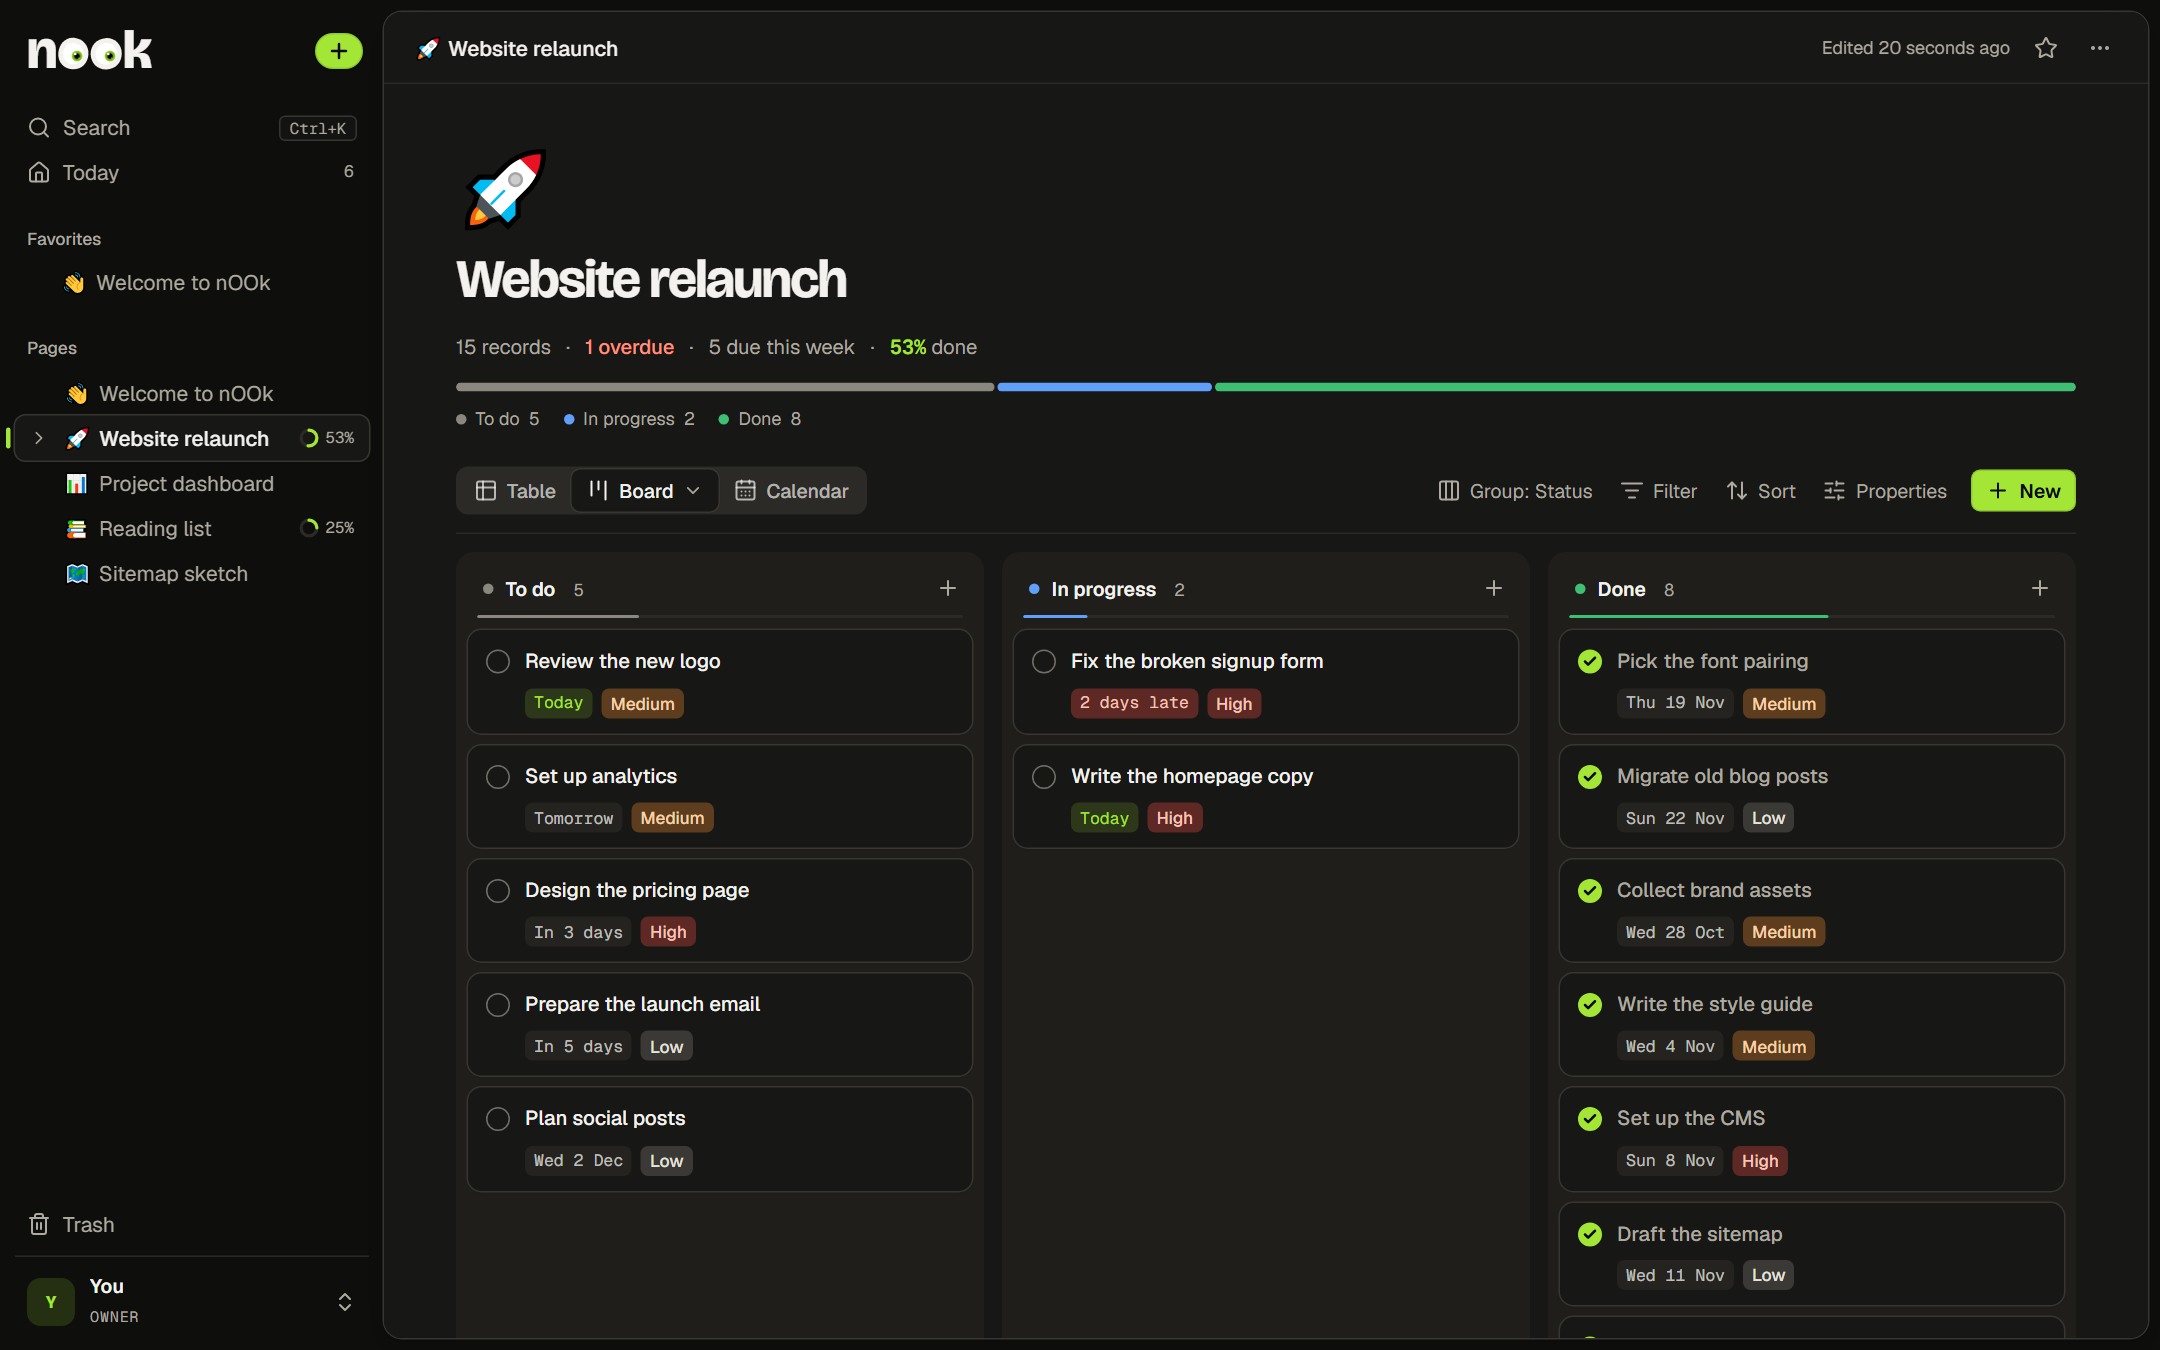 nook
Search Ctrl+K
Today 6
Favorites
Welcome to nOOk
Pages
Welcome to nOOk
Website relaunch 53%
Project dashboard
Reading list 25%
Sitemap sketch
Trash
Y
You
OWNER
Website relaunch
Edited 20 seconds ago
Website relaunch
15 records · 1 overdue · 5 due this week · 53% done
To do 5 In progress 2 Done 8
Table Board Calendar
Group: Status Filter Sort Properties New
To do 5
Review the new logo
Today Medium
Set up analytics
Tomorrow Medium
Design the pricing page
In 3 days High
Prepare the launch email
In 5 days Low
Plan social posts
Wed 2 Dec Low
In progress 2
Fix the broken signup form
2 days late High
Write the homepage copy
Today High
Done 8
Pick the font pairing
Thu 19 Nov Medium
Migrate old blog posts
Sun 22 Nov Low
Collect brand assets
Wed 28 Oct Medium
Write the style guide
Wed 4 Nov Medium
Set up the CMS
Sun 8 Nov High
Draft the sitemap
Wed 11 Nov Low